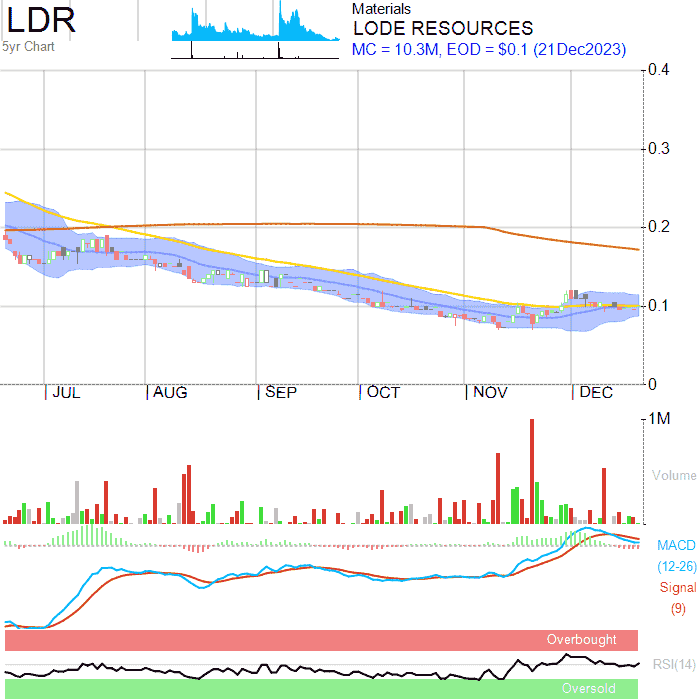 LDR
5yr Chart
Materials
LODE RESOURCES
MC = 10.3M, EOD = $0.1 (21Dec2023)
0.4
0.3
0.2
0.1
0
JUL AUG SEP OCT NOV DEC
1M
Volume
MACD
(12-26)
Signal
(9)
Overbought
RSI(14)
Oversold